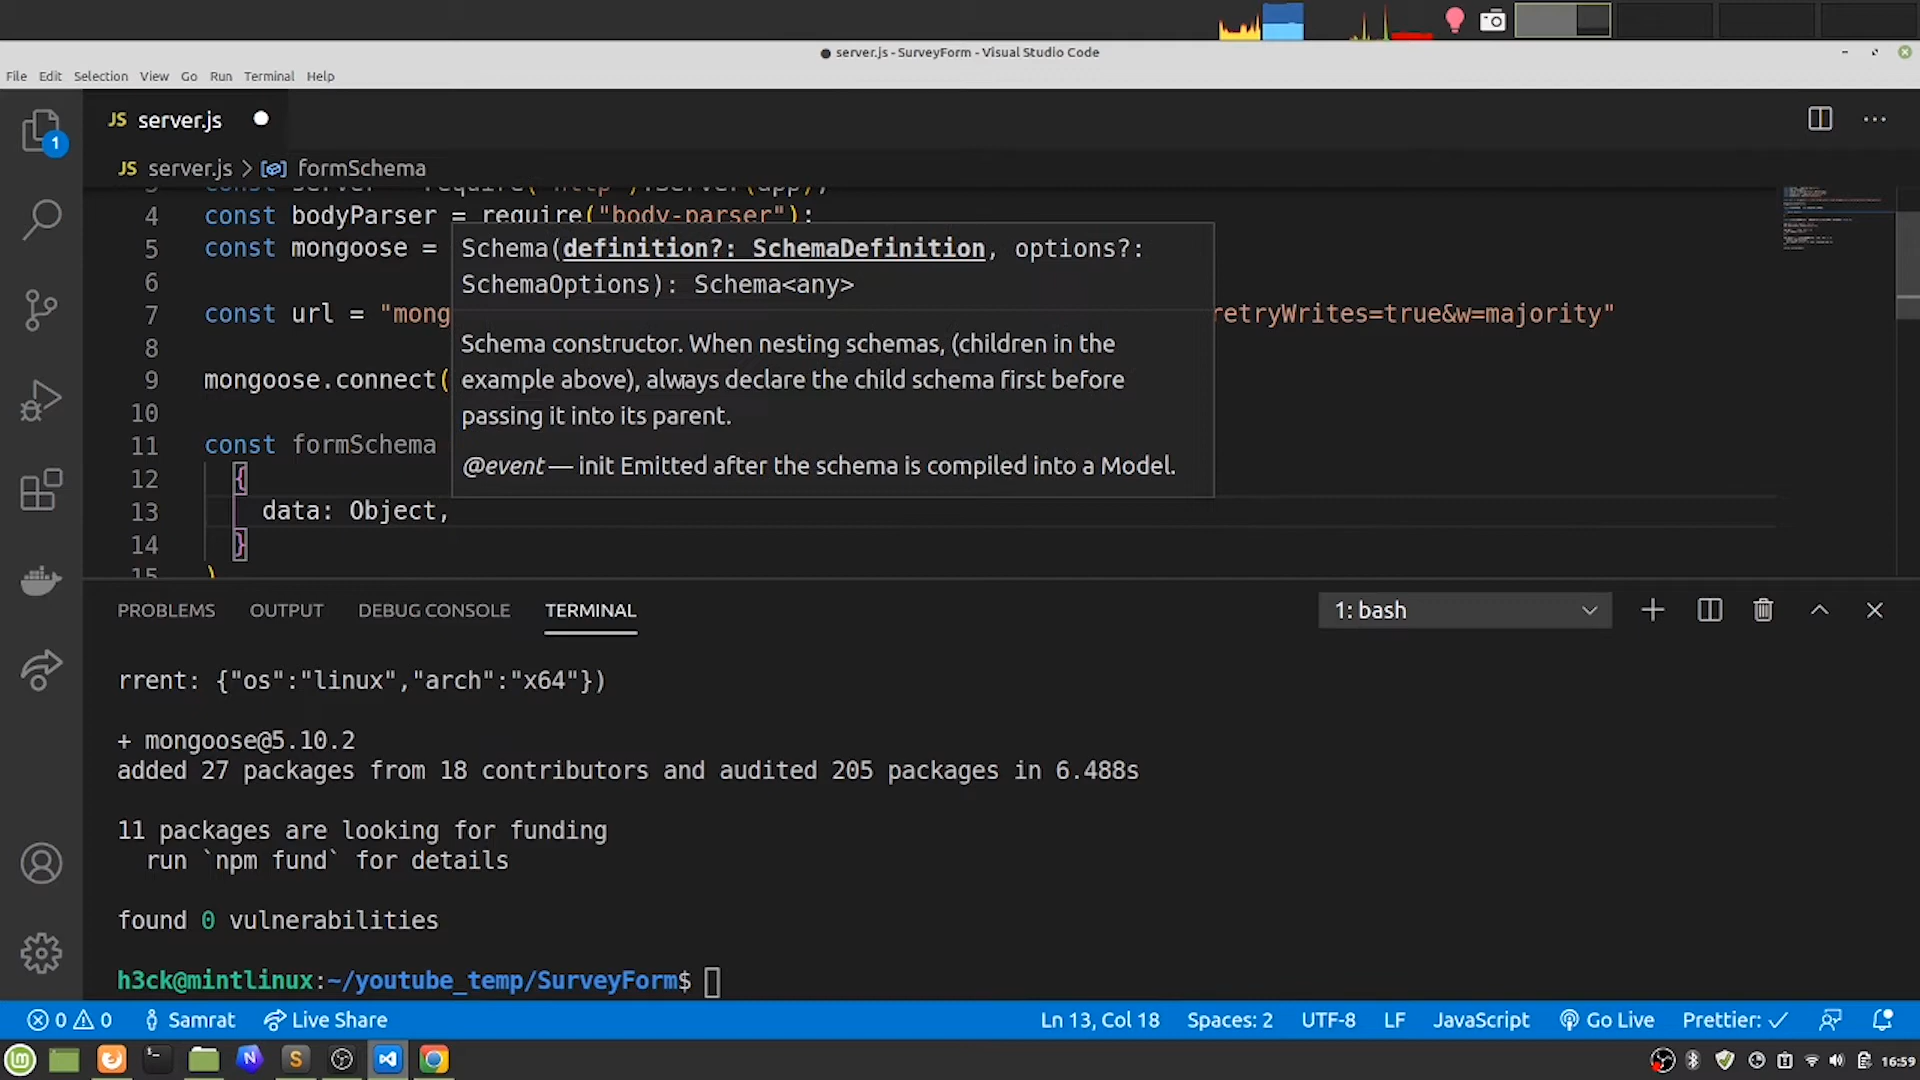 server.js - SurveyForm - Visual Studio Code
File Edit Selection View Go Run Terminal Help
JS server.js
1
JS server.js > formSchema
4 const bodyParser = require("body-parser");
5 const mongoose =
6
7 const url = "mong retryWrites=true&w=majority"
8
9 mongoose.connect(
10
11 const formSchema
12 {
13 data: Object,
14 }
15 )
Schema(definition?: SchemaDefinition, options?:
SchemaOptions): Schema<any>
Schema constructor. When nesting schemas, (children in the
example above), always declare the child schema first before
passing it into its parent.
@event — init Emitted after the schema is compiled into a Model.
PROBLEMS OUTPUT DEBUG CONSOLE TERMINAL 1: bash
rrent: {"os":"linux","arch":"x64"})
+ mongoose@5.10.2
added 27 packages from 18 contributors and audited 205 packages in 6.488s
11 packages are looking for funding
run `npm fund` for details
found 0 vulnerabilities
h3ck@mintlinux:~/youtube_temp/SurveyForm$
0 0 Samrat Live Share Ln 13, Col 18 Spaces: 2 UTF-8 LF JavaScript Go Live Prettier: ✓
16:59